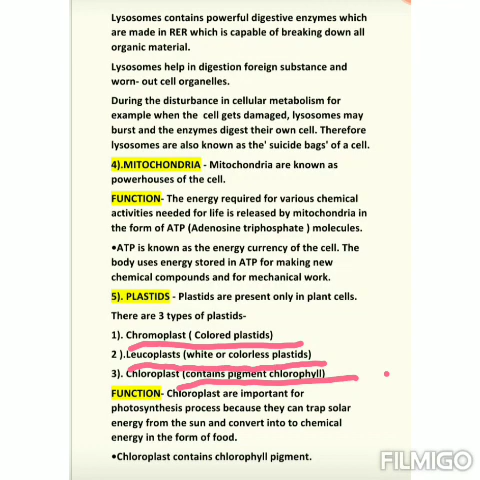 Lysosomes contains powerful digestive enzymes which
are made in RER which is capable of breaking down all
organic material.
Lysosomes help in digestion foreign substance and
worn- out cell organelles.
During the disturbance in cellular metabolism for
example when the cell gets damaged, lysosomes may
burst and the enzymes digest their own cell. Therefore
lysosomes are also known as the' suicide bags' of a cell.
4).MITOCHONDRIA - Mitochondria are known as
powerhouses of the cell.
FUNCTION- The energy required for various chemical
activities needed for life is released by mitochondria in
the form of ATP (Adenosine triphosphate ) molecules.
•ATP is known as the energy currency of the cell. The
body uses energy stored in ATP for making new
chemical compounds and for mechanical work.
5). PLASTIDS - Plastids are present only in plant cells.
There are 3 types of plastids-
1). Chromoplast ( Colored plastids)
2 ).Leucoplasts (white or colorless plastids)
3). Chloroplast (contains pigment chlorophyll)
FUNCTION- Chloroplast are important for
photosynthesis process because they can trap solar
energy from the sun and convert into to chemical
energy in the form of food.
•Chloroplast contains chlorophyll pigment.
FILMIGO